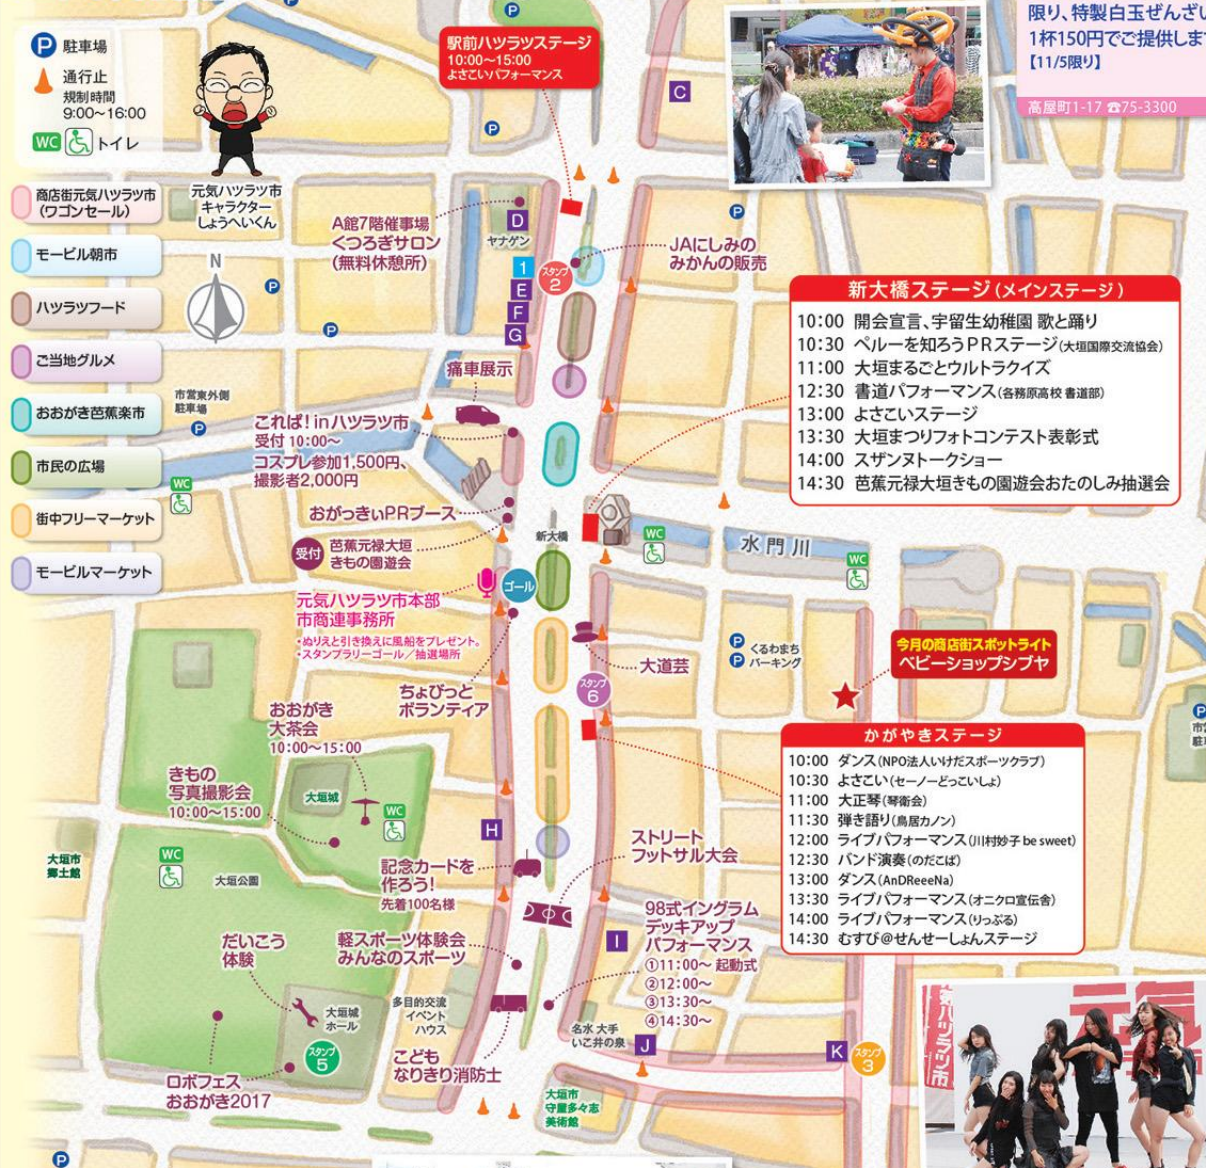 P 駐車場
通行止
規制時間
9:00～16:00
WC トイレ
商店街元気ハツラツ市
(ワゴンセール)
モービル朝市
ハツラツフード
ご当地グルメ
おおがき芭蕉楽市
市民の広場
街中フリーマーケット
モービルマーケット
元気ハツラツ市
キャラクター
しょうへいくん
N
駅前ハツラツステージ
10:00～15:00
よさこいパフォーマンス
限り、特製白玉ぜんざい
1杯150円でご提供しま
【11/5限り】
高屋町1-17 ☎75-3300
P
P
P
P
P
C
A館7階催事場
くつろぎサロン
(無料休憩所)
D
ヤナゲン
1
E
F
G
スタンプ
2
JAにしみの
みかんの販売
痛車展示
市営東外側
駐車場
P
これば!inハツラツ市
受付 10:00～
コスプレ参加1,500円、
撮影者2,000円
WC
おがっきぃPRブース
受付
芭蕉元禄大垣
きもの園遊会
新大橋
WC
水門川
WC
新大橋ステージ(メインステージ)
10:00 開会宣言、宇留生幼稚園 歌と踊り
10:30 ペルーを知ろうPRステージ(大垣国際交流協会)
11:00 大垣まるごとウルトラクイズ
12:30 書道パフォーマンス(各務原高校 書道部)
13:00 よさこいステージ
13:30 大垣まつりフォトコンテスト表彰式
14:00 スザンヌトークショー
14:30 芭蕉元禄大垣きもの園遊会おたのしみ抽選会
ゴール
元気ハツラツ市本部
市商連事務所
・ぬりえと引き換えに風船をプレゼント。
・スタンプラリーゴール／抽選場所
大道芸
P くるわまち
P パーキング
今月の商店街スポットライト
ベビーショップシブヤ
スタンプ
6
ちょびっと
ボランティア
おおがき
大茶会
10:00～15:00
P
市
駐
かがやきステージ
10:00 ダンス(NPO法人いけだスポーツクラブ)
10:30 よさこい(セーノーどっこいしょ)
11:00 大正琴(琴衛会)
11:30 弾き語り(鳥居カノン)
12:00 ライブパフォーマンス(川村妙子 be sweet)
12:30 バンド演奏(のだこば)
13:00 ダンス(AnDReeeNa)
13:30 ライブパフォーマンス(オニクロ宣伝舎)
14:00 ライブパフォーマンス(りっぷる)
14:30 むすび@せんせーしょんステージ
きもの
写真撮影会
10:00～15:00
大垣城
WC
H
大垣市
郷土館
WC
大垣公園
記念カードを
作ろう!
先着100名様
ストリート
フットサル大会
だいこう
体験
軽スポーツ体験会
みんなのスポーツ
98式イングラム
デッキアップ
パフォーマンス
①11:00～ 起動式
②12:00～
③13:30～
④14:30～
I
大垣城
ホール
スタンプ
5
多目的交流
イベント
ハウス
名水 大手
いこ井の泉
J
K
スタンプ
3
こども
なりきり消防士
ロボフェス
おおがき2017
大垣市
守屋多々志
美術館
P
元気
気ハツラツ市